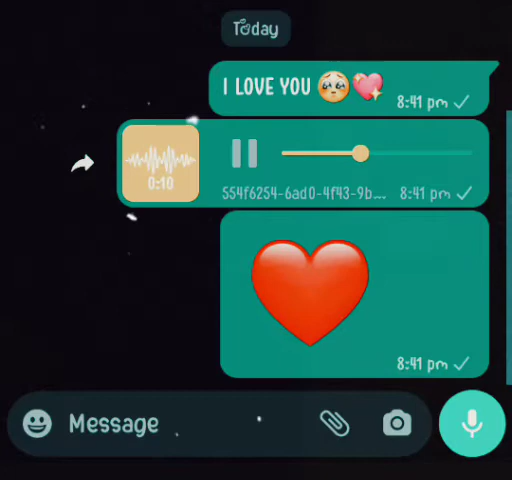 Today
I LOVE YOU 🥹💖
8:41 pm
0:10
554f6254-6ad0-4f43-9b...
8:41 pm
8:41 pm
Message